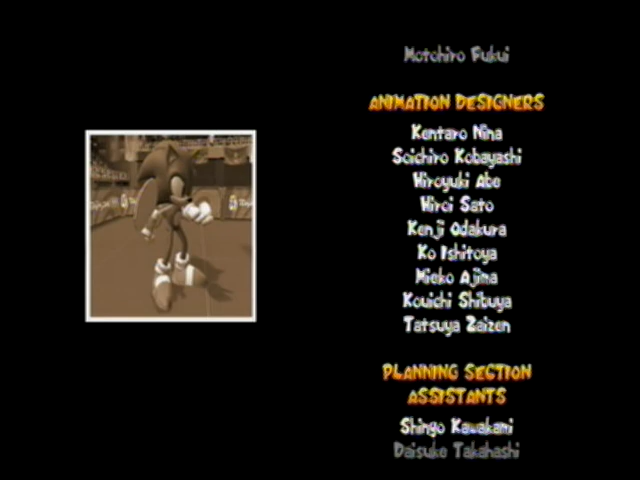 Motohiro Fukui
ANIMATION DESIGNERS
Kentaro Nina
Soichiro Kobayashi
Hiroyuki Abe
Hiroi Sato
Kenji Odakura
Ko Ishitoya
Mieko Ajima
Kouichi Shibuya
Tatsuya Zaizen
PLANNING SECTION
ASSISTANTS
Shingo Kawakami
Daisuke Takahashi